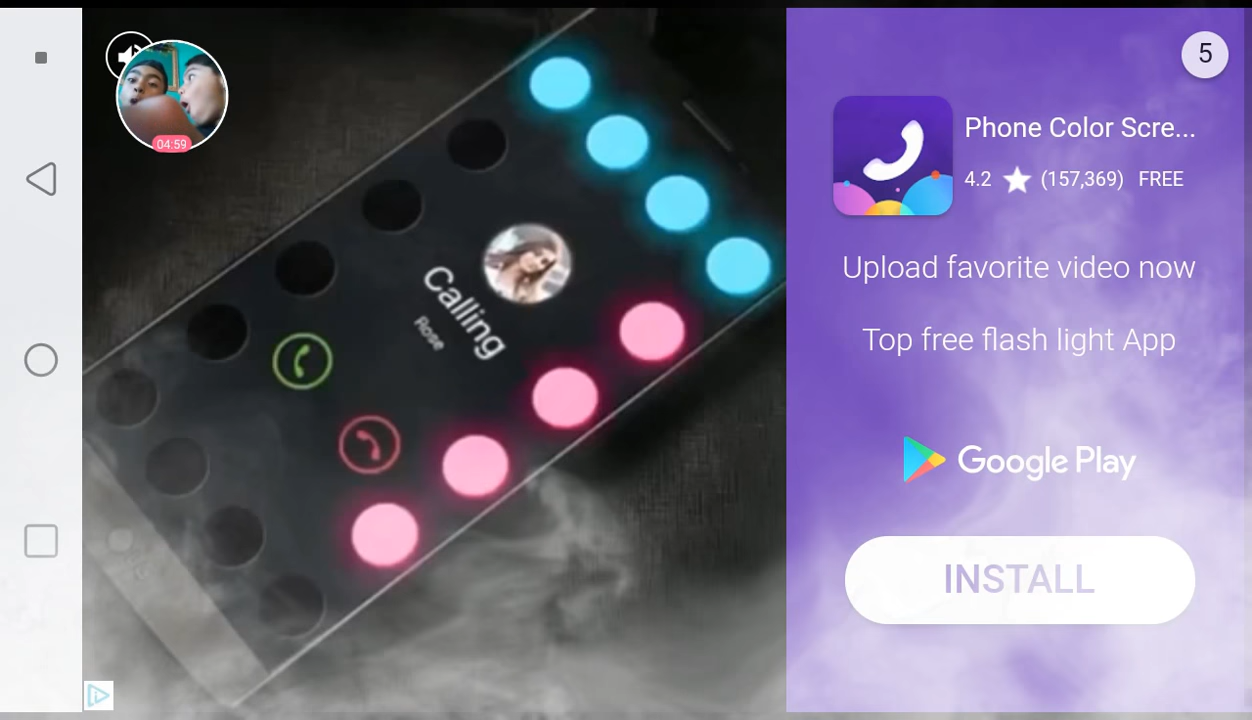 04:59
Calling
Rose
5
Phone Color Scre...
4.2 (157,369) FREE
Upload favorite video now
Top free flash light App
Google Play
INSTALL